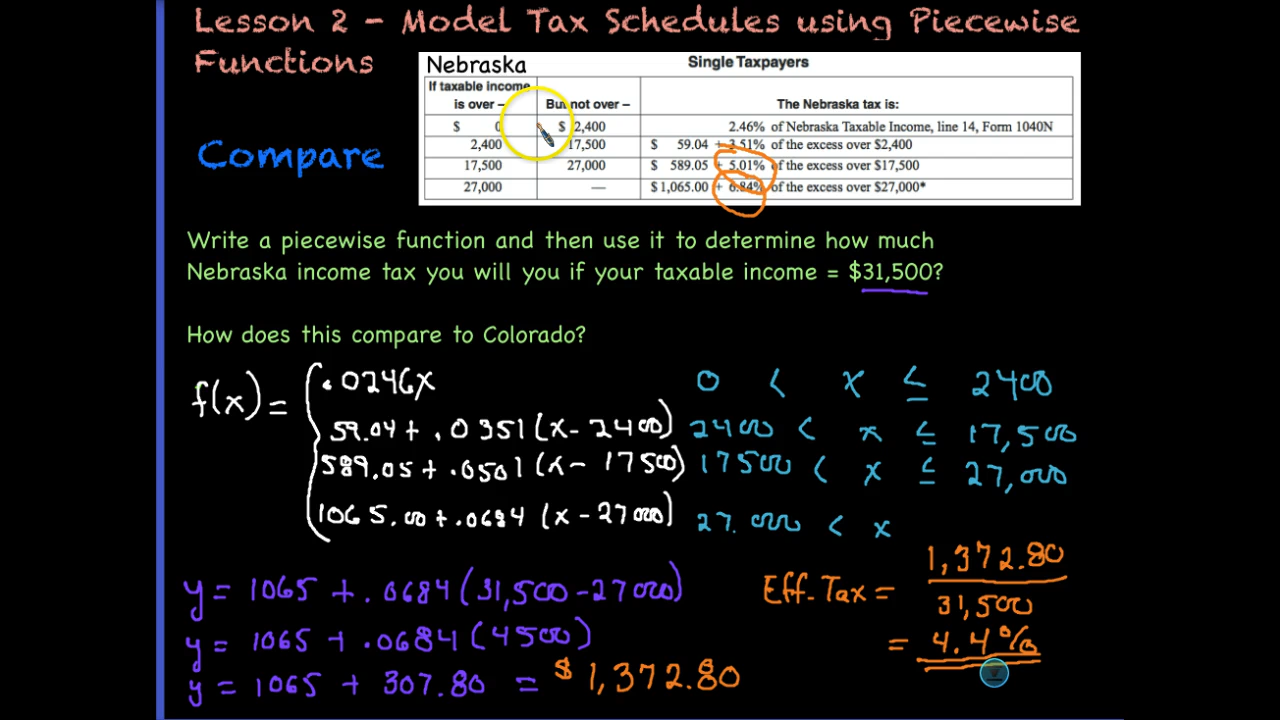 Lesson 2 - Model Tax Schedules using Piecewise
Functions
Compare
Nebraska
Single Taxpayers
If taxable income is over – But not over – The Nebraska tax is:
$ 0 $ 2,400 2.46% of Nebraska Taxable Income, line 14, Form 1040N
2,400 17,500 $ 59.04 + 3.51% of the excess over $2,400
17,500 27,000 $ 589.05 + 5.01% of the excess over $17,500
27,000 — $ 1,065.00 + 6.84% of the excess over $27,000*
Write a piecewise function and then use it to determine how much
Nebraska income tax you will you if your taxable income = $31,500?
How does this compare to Colorado?
f(x) = .0246x 0 < x ≤ 2400
59.04 + .0351(x - 2400) 2400 < x ≤ 17,500
589.05 + .0501(x - 17500) 17500 < x ≤ 27,000
1065.00 + .0684(x - 27000) 27.000 < x
y = 1065 + .0684(31,500 - 27000)
y = 1065 + .0684(4500)
y = 1065 + 307.80 = $1,372.80
Eff. Tax = 1,372.80
31,500
= 4.4%